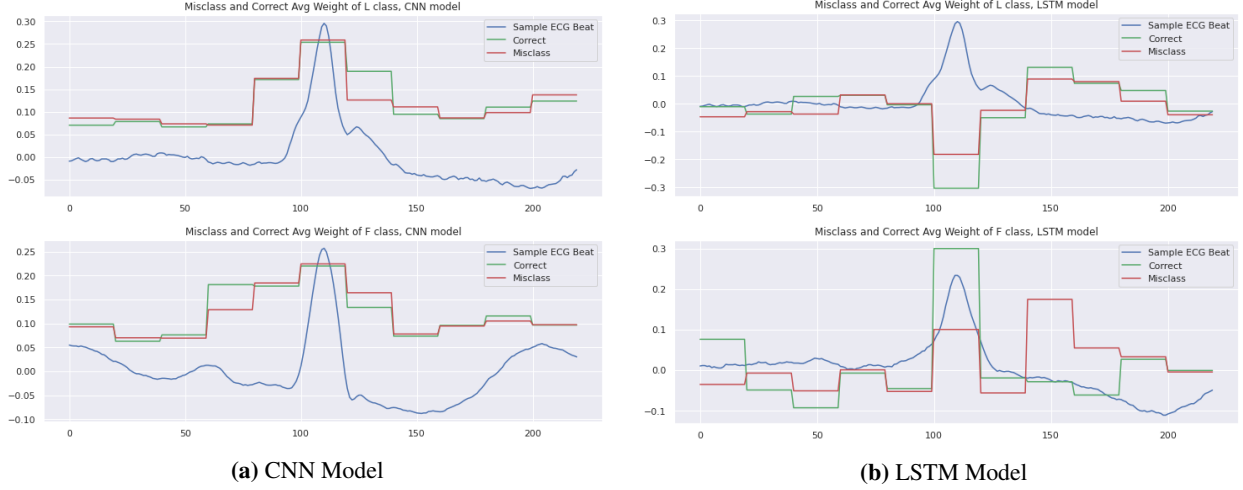 Misclass and Correct Avg Weight of L class, CNN model
0.30
0.25
0.20
0.15
0.10
0.05
0.00
−0.05
0
50
100
150
200
Sample ECG Beat
Correct
Misclass
Misclass and Correct Avg Weight of F class, CNN model
0.25
0.20
0.15
0.10
0.05
0.00
−0.05
−0.10
0
50
100
150
200
Sample ECG Beat
Correct
Misclass
(a) CNN Model
Misclass and Correct Avg Weight of L class, LSTM model
0.3
0.2
0.1
0.0
−0.1
−0.2
−0.3
0
50
100
150
200
Sample ECG Beat
Correct
Misclass
Misclass and Correct Avg Weight of F class, LSTM model
0.3
0.2
0.1
0.0
−0.1
0
50
100
150
200
Sample ECG Beat
Correct
Misclass
(b) LSTM Model